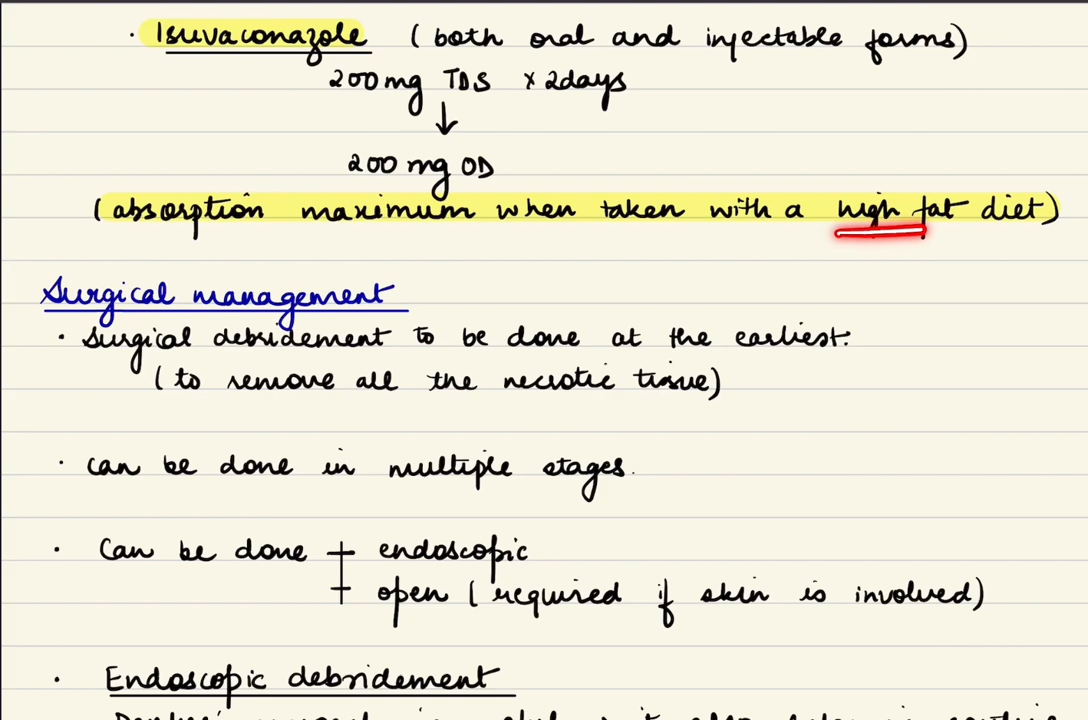 · Isuvaconazole (both oral and injectable forms)
200mg TDS x 2days
↓
200 mg OD
(absorption maximum when taken with a high fat diet)
Surgical management
· Surgical debridement to be done at the earliest.
(to remove all the necrotic tissue)
· can be done in multiple stages.
· Can be done endoscopic
open (required if skin is involved)
· Endoscopic debridement